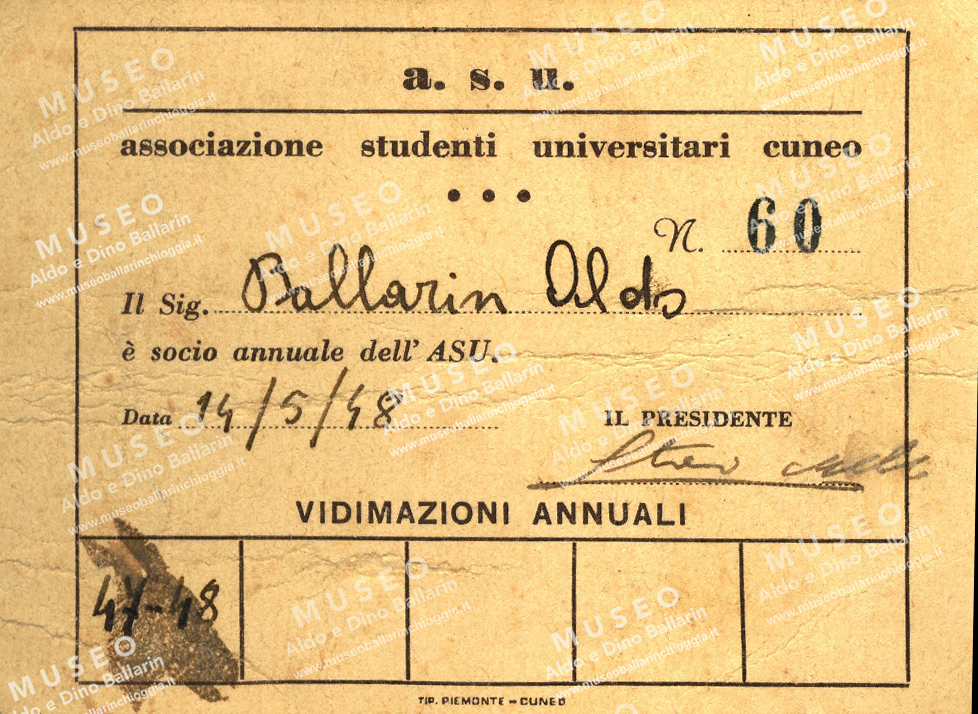 a. s. u.
associazione studenti universitari cuneo
N. 60
Il Sig. Ballarin Aldo
è socio annuale dell' ASU.
Data 14/5/48
IL PRESIDENTE
VIDIMAZIONI ANNUALI
47-48
TIP. PIEMONTE - CUNEO
MUSEO
Aldo e Dino Ballarin
www.museoballarinchioggia.it